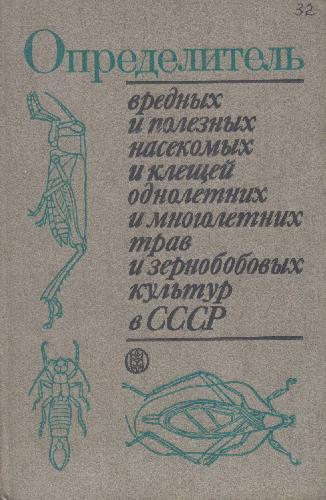 32
Определитель
вредных
и полезных
насекомых
и клещей
однолетних
и многолетних
трав
и зернобобовых
культур
в СССР